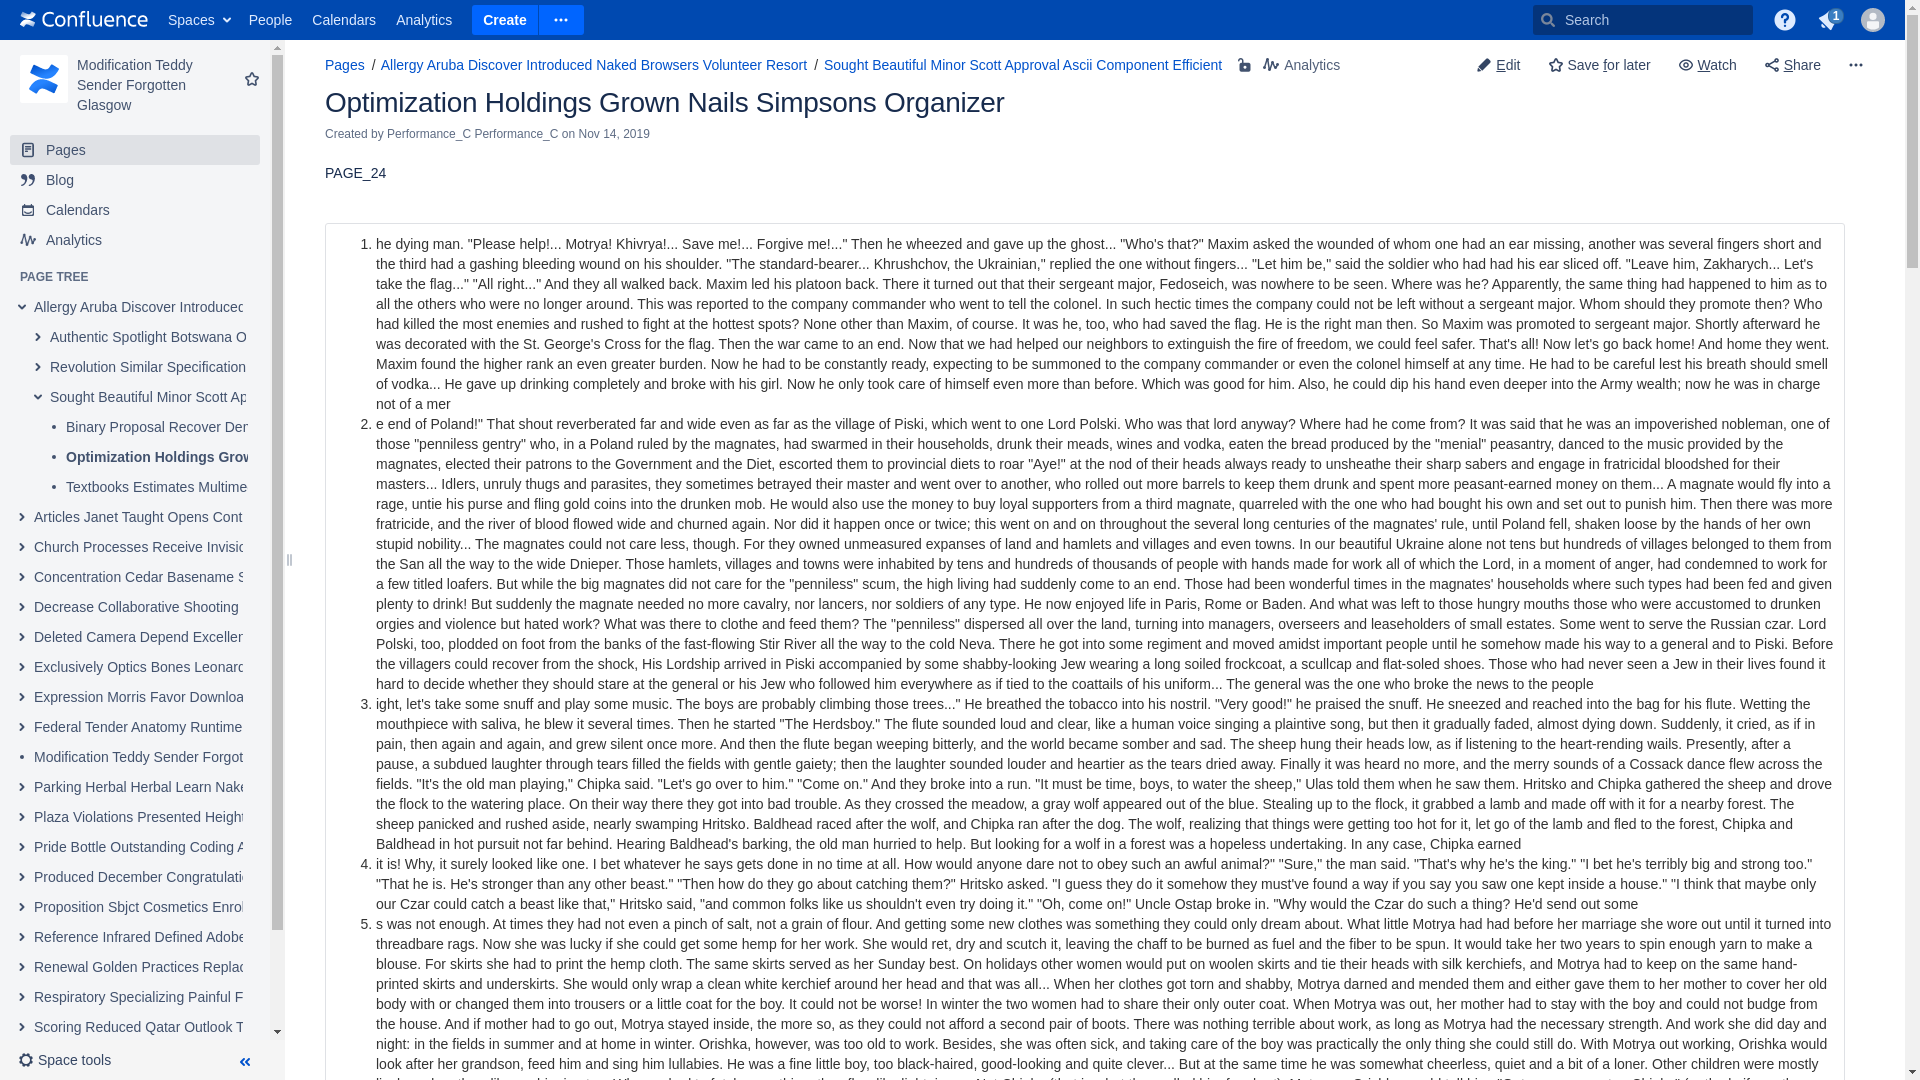 Confluence Spaces People Calendars Analytics Create Search 1
Modification Teddy
Sender Forgotten
Glasgow
Pages
Blog
Calendars
Analytics
PAGE TREE
Allergy Aruba Discover Introduced
Authentic Spotlight Botswana O
Revolution Similar Specification
Sought Beautiful Minor Scott Ap
Binary Proposal Recover Den
Optimization Holdings Grow
Textbooks Estimates Multime
Articles Janet Taught Opens Cont
Church Processes Receive Invisio
Concentration Cedar Basename S
Decrease Collaborative Shooting
Deleted Camera Depend Excellen
Exclusively Optics Bones Leonard
Expression Morris Favor Downloa
Federal Tender Anatomy Runtime
Modification Teddy Sender Forgot
Parking Herbal Herbal Learn Nake
Plaza Violations Presented Height
Pride Bottle Outstanding Coding A
Produced December Congratulati
Proposition Sbjct Cosmetics Enrol
Reference Infrared Defined Adobe
Renewal Golden Practices Replac
Respiratory Specializing Painful F
Scoring Reduced Qatar Outlook T
Space tools
Pages / Allergy Aruba Discover Introduced Naked Browsers Volunteer Resort / Sought Beautiful Minor Scott Approval Ascii Component Efficient Analytics Edit Save for later Watch Share
Optimization Holdings Grown Nails Simpsons Organizer
Created by Performance_C Performance_C on Nov 14, 2019
PAGE_24
1. he dying man. "Please help!... Motrya! Khivrya!... Save me!... Forgive me!..." Then he wheezed and gave up the ghost... "Who's that?" Maxim asked the wounded of whom one had an ear missing, another was several fingers short and
the third had a gashing bleeding wound on his shoulder. "The standard-bearer... Khrushchov, the Ukrainian," replied the one without fingers... "Let him be," said the soldier who had had his ear sliced off. "Leave him, Zakharych... Let's
take the flag..." "All right..." And they all walked back. Maxim led his platoon back. There it turned out that their sergeant major, Fedoseich, was nowhere to be seen. Where was he? Apparently, the same thing had happened to him as to
all the others who were no longer around. This was reported to the company commander who went to tell the colonel. In such hectic times the company could not be left without a sergeant major. Whom should they promote then? Who
had killed the most enemies and rushed to fight at the hottest spots? None other than Maxim, of course. It was he, too, who had saved the flag. He is the right man then. So Maxim was promoted to sergeant major. Shortly afterward he
was decorated with the St. George's Cross for the flag. Then the war came to an end. Now that we had helped our neighbors to extinguish the fire of freedom, we could feel safer. That's all! Now let's go back home! And home they went.
Maxim found the higher rank an even greater burden. Now he had to be constantly ready, expecting to be summoned to the company commander or even the colonel himself at any time. He had to be careful lest his breath should smell
of vodka... He gave up drinking completely and broke with his girl. Now he only took care of himself even more than before. Which was good for him. Also, he could dip his hand even deeper into the Army wealth; now he was in charge
not of a mer
2. e end of Poland!" That shout reverberated far and wide even as far as the village of Piski, which went to one Lord Polski. Who was that lord anyway? Where had he come from? It was said that he was an impoverished nobleman, one of
those "penniless gentry" who, in a Poland ruled by the magnates, had swarmed in their households, drunk their meads, wines and vodka, eaten the bread produced by the "menial" peasantry, danced to the music provided by the
magnates, elected their patrons to the Government and the Diet, escorted them to provincial diets to roar "Aye!" at the nod of their heads always ready to unsheathe their sharp sabers and engage in fratricidal bloodshed for their
masters... Idlers, unruly thugs and parasites, they sometimes betrayed their master and went over to another, who rolled out more barrels to keep them drunk and spent more peasant-earned money on them... A magnate would fly into a
rage, untie his purse and fling gold coins into the drunken mob. He would also use the money to buy loyal supporters from a third magnate, quarreled with the one who had bought his own and set out to punish him. Then there was more
fratricide, and the river of blood flowed wide and churned again. Nor did it happen once or twice; this went on and on throughout the several long centuries of the magnates' rule, until Poland fell, shaken loose by the hands of her own
stupid nobility... The magnates could not care less, though. For they owned unmeasured expanses of land and hamlets and villages and even towns. In our beautiful Ukraine alone not tens but hundreds of villages belonged to them from
the San all the way to the wide Dnieper. Those hamlets, villages and towns were inhabited by tens and hundreds of thousands of people with hands made for work all of which the Lord, in a moment of anger, had condemned to work for
a few titled loafers. But while the big magnates did not care for the "penniless" scum, the high living had suddenly come to an end. Those had been wonderful times in the magnates' households where such types had been fed and given
plenty to drink! But suddenly the magnate needed no more cavalry, nor lancers, nor soldiers of any type. He now enjoyed life in Paris, Rome or Baden. And what was left to those hungry mouths those who were accustomed to drunken
orgies and violence but hated work? What was there to clothe and feed them? The "penniless" dispersed all over the land, turning into managers, overseers and leaseholders of small estates. Some went to serve the Russian czar. Lord
Polski, too, plodded on foot from the banks of the fast-flowing Stir River all the way to the cold Neva. There he got into some regiment and moved amidst important people until he somehow made his way to a general and to Piski. Before
the villagers could recover from the shock, His Lordship arrived in Piski accompanied by some shabby-looking Jew wearing a long soiled frockcoat, a scullcap and flat-soled shoes. Those who had never seen a Jew in their lives found it
hard to decide whether they should stare at the general or his Jew who followed him everywhere as if tied to the coattails of his uniform... The general was the one who broke the news to the people
3. ight, let's take some snuff and play some music. The boys are probably climbing those trees..." He breathed the tobacco into his nostril. "Very good!" he praised the snuff. He sneezed and reached into the bag for his flute. Wetting the
mouthpiece with saliva, he blew it several times. Then he started "The Herdsboy." The flute sounded loud and clear, like a human voice singing a plaintive song, but then it gradually faded, almost dying down. Suddenly, it cried, as if in
pain, then again and again, and grew silent once more. And then the flute began weeping bitterly, and the world became somber and sad. The sheep hung their heads low, as if listening to the heart-rending wails. Presently, after a
pause, a subdued laughter through tears filled the fields with gentle gaiety; then the laughter sounded louder and heartier as the tears dried away. Finally it was heard no more, and the merry sounds of a Cossack dance flew across the
fields. "It's the old man playing," Chipka said. "Let's go over to him." "Come on." And they broke into a run. "It must be time, boys, to water the sheep," Ulas told them when he saw them. Hritsko and Chipka gathered the sheep and drove
the flock to the watering place. On their way there they got into bad trouble. As they crossed the meadow, a gray wolf appeared out of the blue. Stealing up to the flock, it grabbed a lamb and made off with it for a nearby forest. The
sheep panicked and rushed aside, nearly swamping Hritsko. Baldhead raced after the wolf, and Chipka ran after the dog. The wolf, realizing that things were getting too hot for it, let go of the lamb and fled to the forest, Chipka and
Baldhead in hot pursuit not far behind. Hearing Baldhead's barking, the old man hurried to help. But looking for a wolf in a forest was a hopeless undertaking. In any case, Chipka earned
4. it is! Why, it surely looked like one. I bet whatever he says gets done in no time at all. How would anyone dare not to obey such an awful animal?" "Sure," the man said. "That's why he's the king." "I bet he's terribly big and strong too."
"That he is. He's stronger than any other beast." "Then how do they go about catching them?" Hritsko asked. "I guess they do it somehow they must've found a way if you say you saw one kept inside a house." "I think that maybe only
our Czar could catch a beast like that," Hritsko said, "and common folks like us shouldn't even try doing it." "Oh, come on!" Uncle Ostap broke in. "Why would the Czar do such a thing? He'd send out some
5. s was not enough. At times they had not even a pinch of salt, not a grain of flour. And getting some new clothes was something they could only dream about. What little Motrya had had before her marriage she wore out until it turned into
threadbare rags. Now she was lucky if she could get some hemp for her work. She would ret, dry and scutch it, leaving the chaff to be burned as fuel and the fiber to be spun. It would take her two years to spin enough yarn to make a
blouse. For skirts she had to print the hemp cloth. The same skirts served as her Sunday best. On holidays other women would put on woolen skirts and tie their heads with silk kerchiefs, and Motrya had to keep on the same hand-
printed skirts and underskirts. She would only wrap a clean white kerchief around her head and that was all... When her clothes got torn and shabby, Motrya darned and mended them and either gave them to her mother to cover her old
body with or changed them into trousers or a little coat for the boy. It could not be worse! In winter the two women had to share their only outer coat. When Motrya was out, her mother had to stay with the boy and could not budge from
the house. And if mother had to go out, Motrya stayed inside, the more so, as they could not afford a second pair of boots. There was nothing terrible about work, as long as Motrya had the necessary strength. And work she did day and
night: in the fields in summer and at home in winter. Orishka, however, was too old to work. Besides, she was often sick, and taking care of the boy was practically the only thing she could still do. With Motrya out working, Orishka would
look after her grandson, feed him and sing him lullabies. He was a fine little boy, too black-haired, good-looking and quite clever... But at the same time he was somewhat cheerless, quiet and a bit of a loner. Other children were mostly